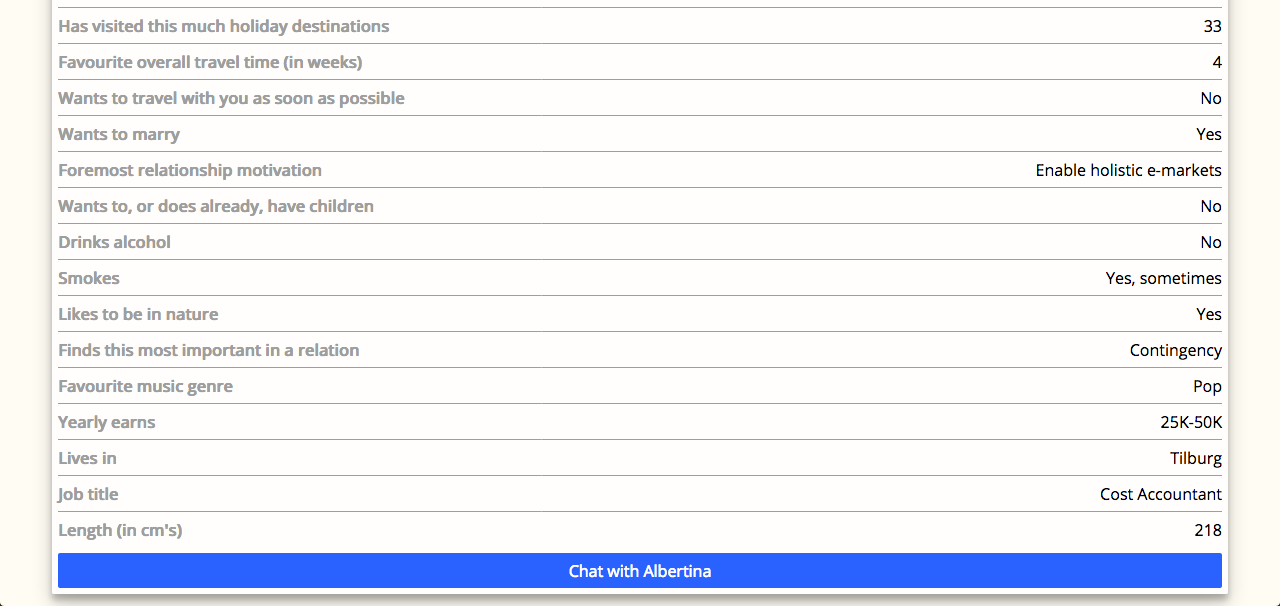 Has visited this much holiday destinations 33
Favourite overall travel time (in weeks) 4
Wants to travel with you as soon as possible No
Wants to marry Yes
Foremost relationship motivation Enable holistic e-markets
Wants to, or does already, have children No
Drinks alcohol No
Smokes Yes, sometimes
Likes to be in nature Yes
Finds this most important in a relation Contingency
Favourite music genre Pop
Yearly earns 25K-50K
Lives in Tilburg
Job title Cost Accountant
Length (in cm's) 218
Chat with Albertina